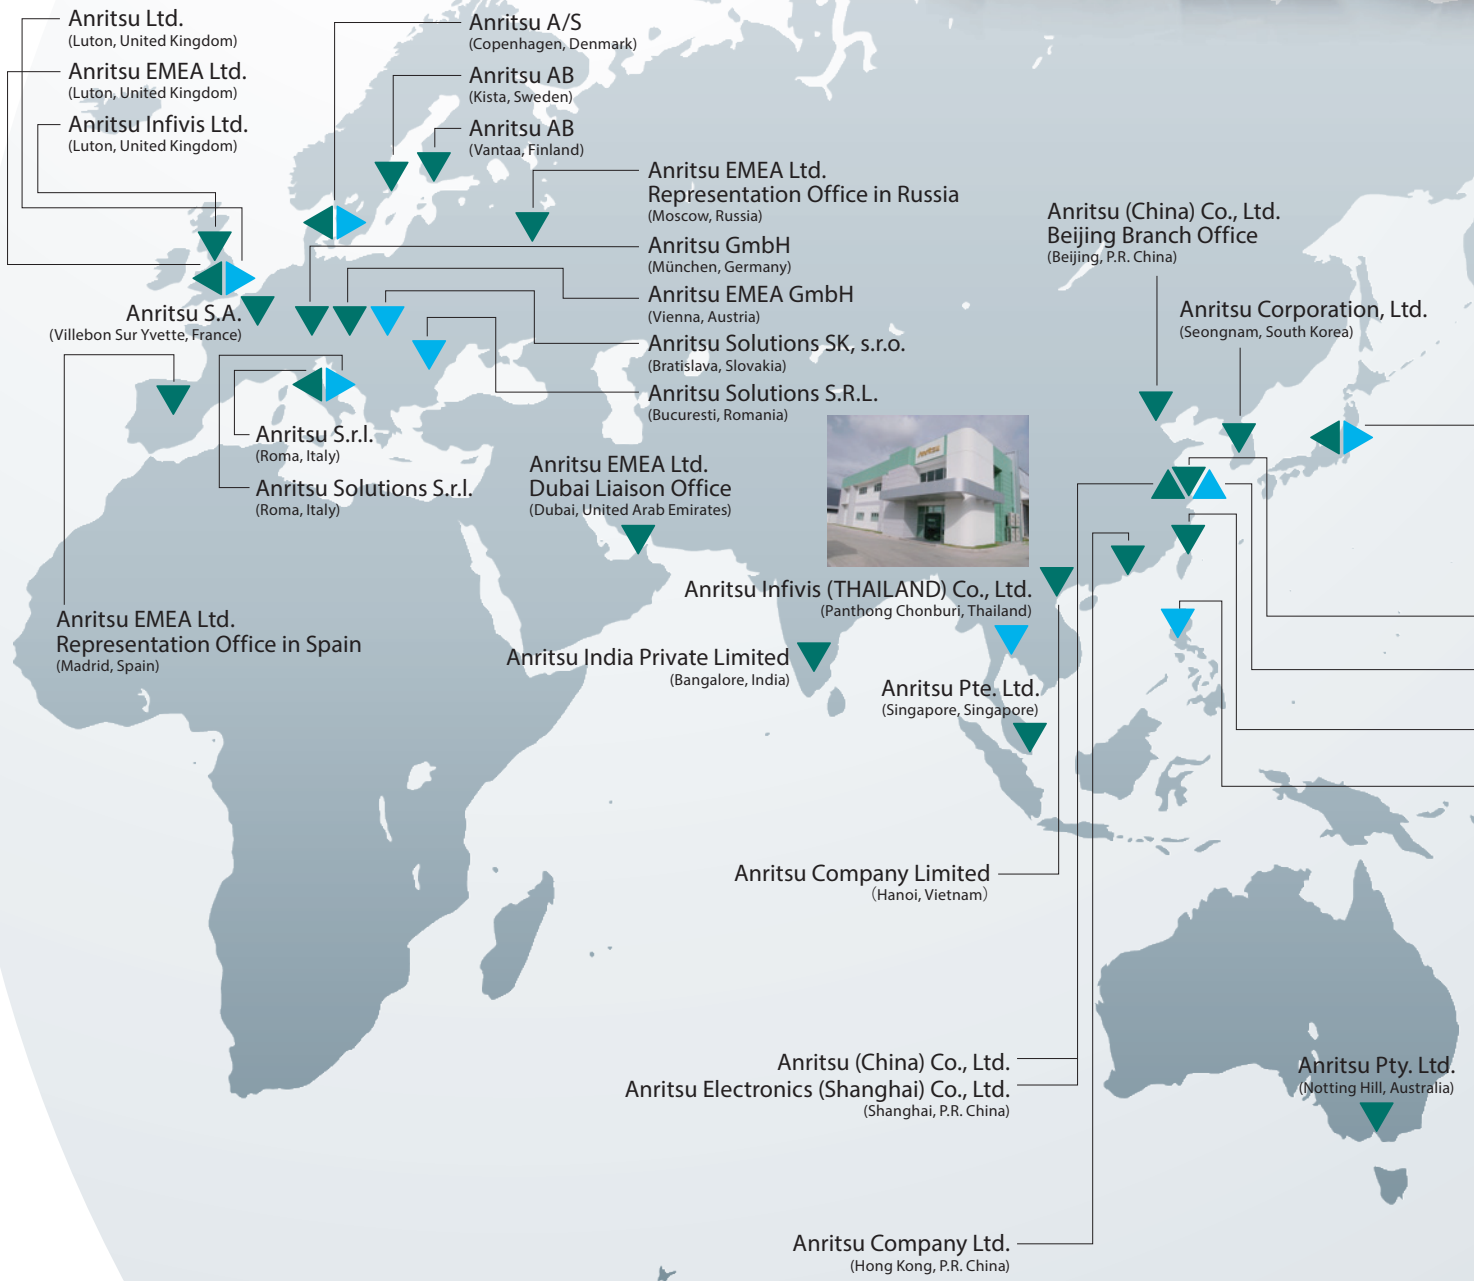 Anritsu Ltd.
(Luton, United Kingdom)
Anritsu EMEA Ltd.
(Luton, United Kingdom)
Anritsu Infivis Ltd.
(Luton, United Kingdom)
Anritsu A/S
(Copenhagen, Denmark)
Anritsu AB
(Kista, Sweden)
Anritsu AB
(Vantaa, Finland)
Anritsu EMEA Ltd.
Representation Office in Russia
(Moscow, Russia)
Anritsu GmbH
(München, Germany)
Anritsu EMEA GmbH
(Vienna, Austria)
Anritsu Solutions SK, s.r.o.
(Bratislava, Slovakia)
Anritsu Solutions S.R.L.
(Bucuresti, Romania)
Anritsu (China) Co., Ltd.
Beijing Branch Office
(Beijing, P.R. China)
Anritsu Corporation, Ltd.
(Seongnam, South Korea)
Anritsu S.A.
(Villebon Sur Yvette, France)
Anritsu S.r.l.
(Roma, Italy)
Anritsu Solutions S.r.l.
(Roma, Italy)
Anritsu EMEA Ltd.
Dubai Liaison Office
(Dubai, United Arab Emirates)
Anritsu
Anritsu Infivis (THAILAND) Co., Ltd.
(Panthong Chonburi, Thailand)
Anritsu EMEA Ltd.
Representation Office in Spain
(Madrid, Spain)
Anritsu India Private Limited
(Bangalore, India)
Anritsu Pte. Ltd.
(Singapore, Singapore)
Anritsu Company Limited
(Hanoi, Vietnam)
Anritsu (China) Co., Ltd.
Anritsu Electronics (Shanghai) Co., Ltd.
(Shanghai, P.R. China)
Anritsu Pty. Ltd.
(Notting Hill, Australia)
Anritsu Company Ltd.
(Hong Kong, P.R. China)